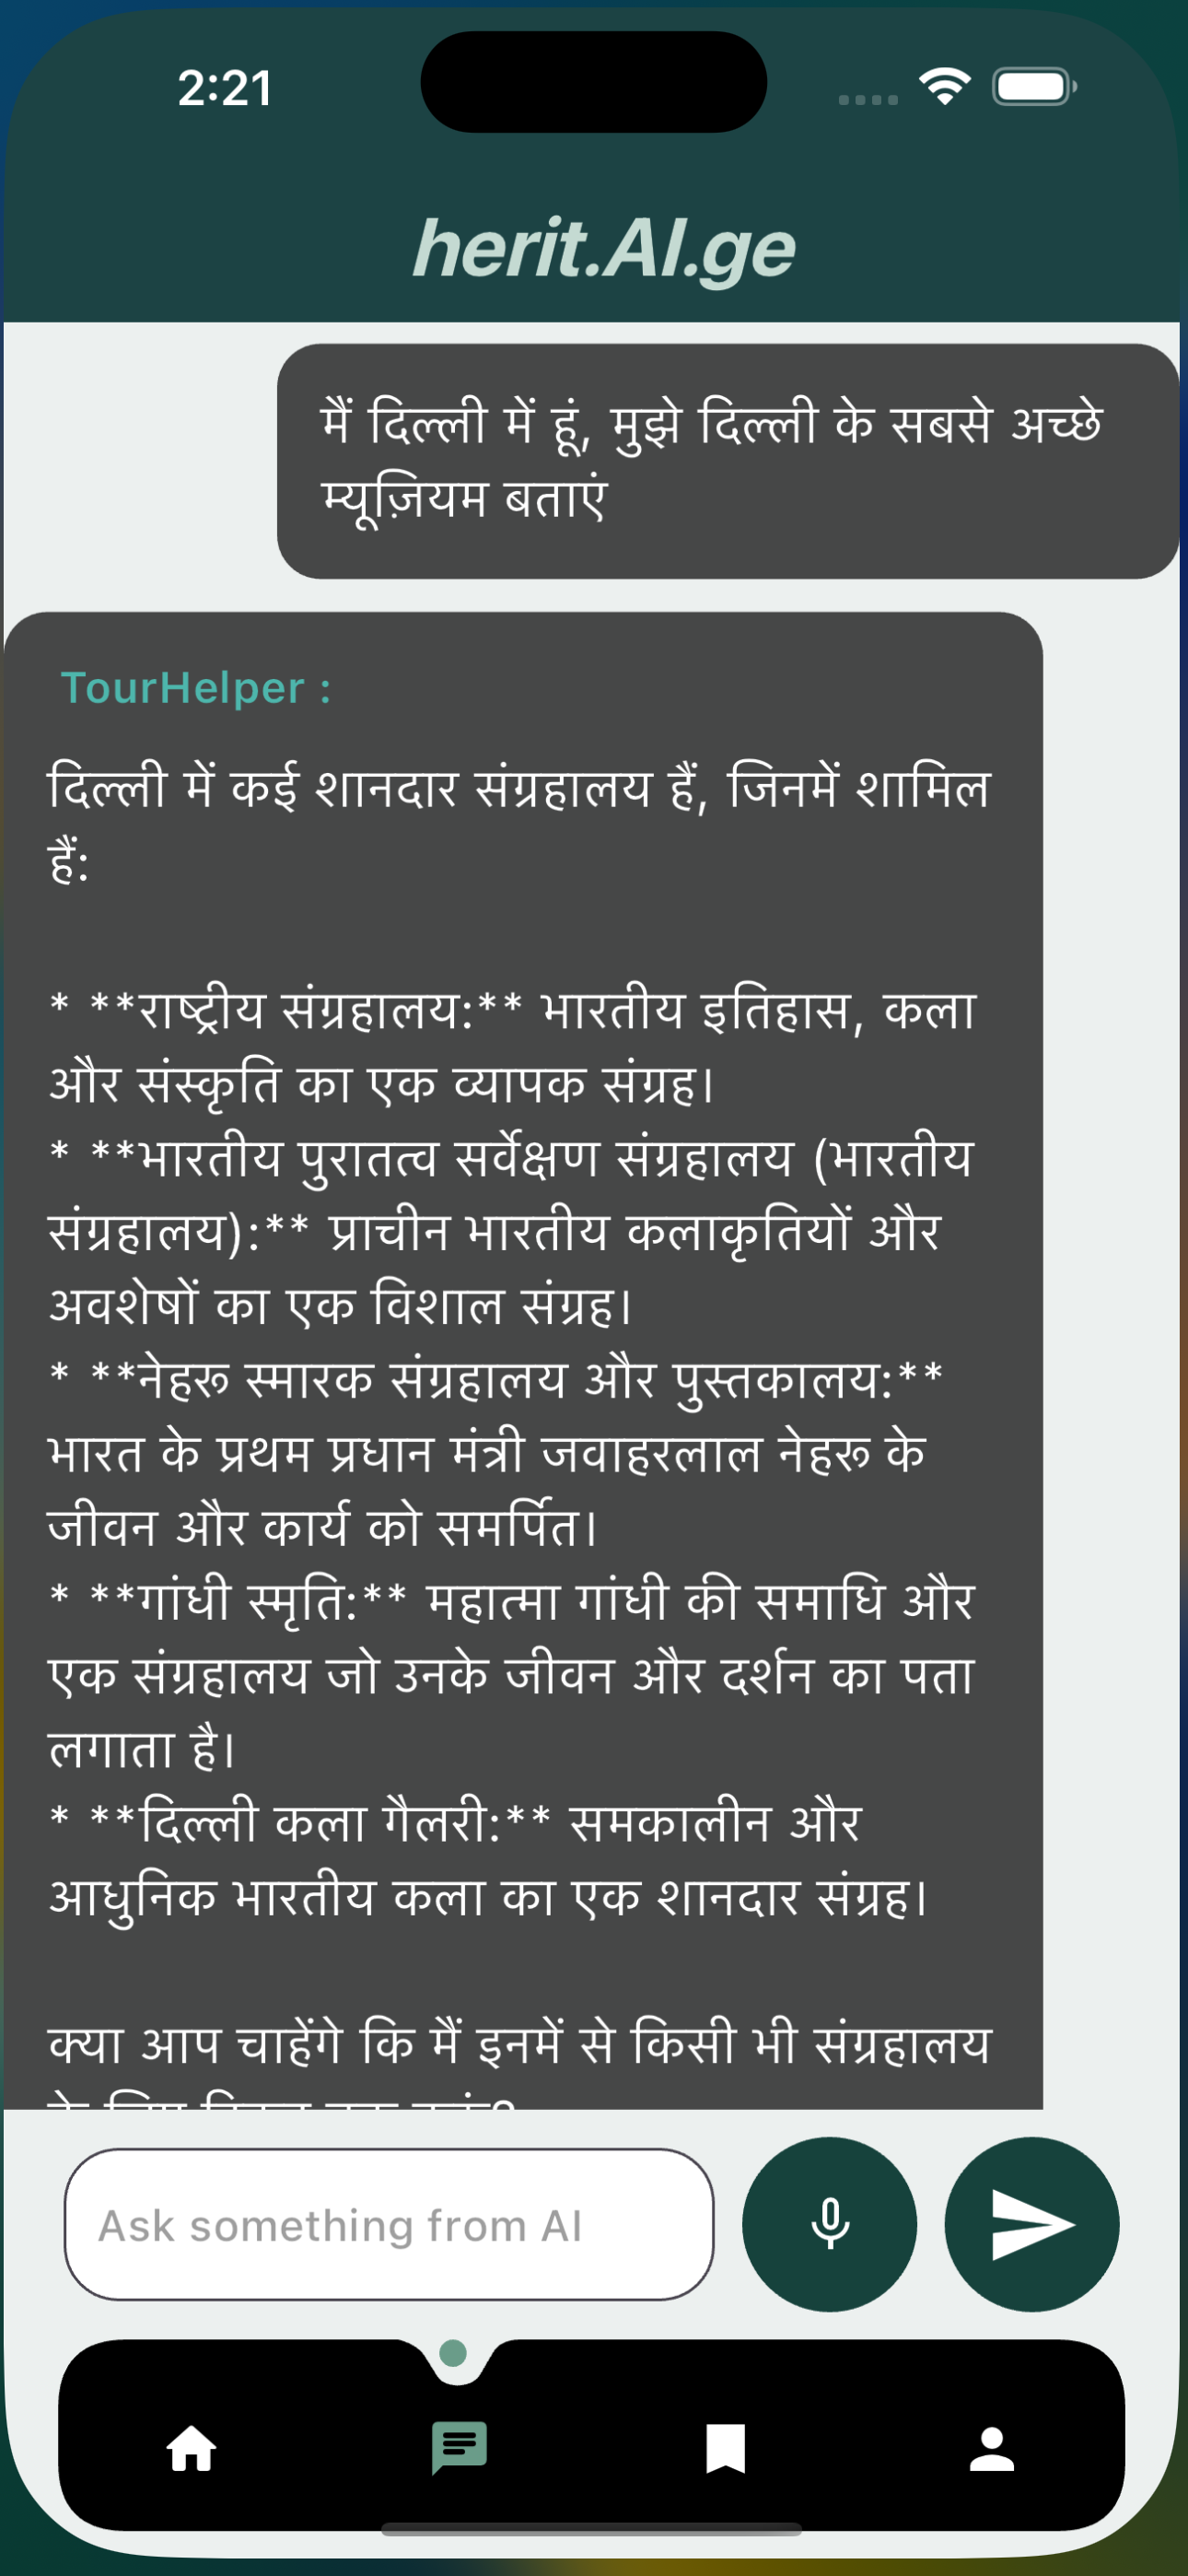 2:21
herit.AI.ge
मैं दिल्ली में हूं, मुझे दिल्ली के सबसे अच्छे
म्यूज़ियम बताएं
TourHelper :
दिल्ली में कई शानदार संग्रहालय हैं, जिनमें शामिल
हैं:
* **राष्ट्रीय संग्रहालय:** भारतीय इतिहास, कला
और संस्कृति का एक व्यापक संग्रह।
* **भारतीय पुरातत्व सर्वेक्षण संग्रहालय (भारतीय
संग्रहालय):** प्राचीन भारतीय कलाकृतियों और
अवशेषों का एक विशाल संग्रह।
* **नेहरू स्मारक संग्रहालय और पुस्तकालय:**
भारत के प्रथम प्रधान मंत्री जवाहरलाल नेहरू के
जीवन और कार्य को समर्पित।
* **गांधी स्मृति:** महात्मा गांधी की समाधि और
एक संग्रहालय जो उनके जीवन और दर्शन का पता
लगाता है।
* **दिल्ली कला गैलरी:** समकालीन और
आधुनिक भारतीय कला का एक शानदार संग्रह।
क्या आप चाहेंगे कि मैं इनमें से किसी भी संग्रहालय
Ask something from AI